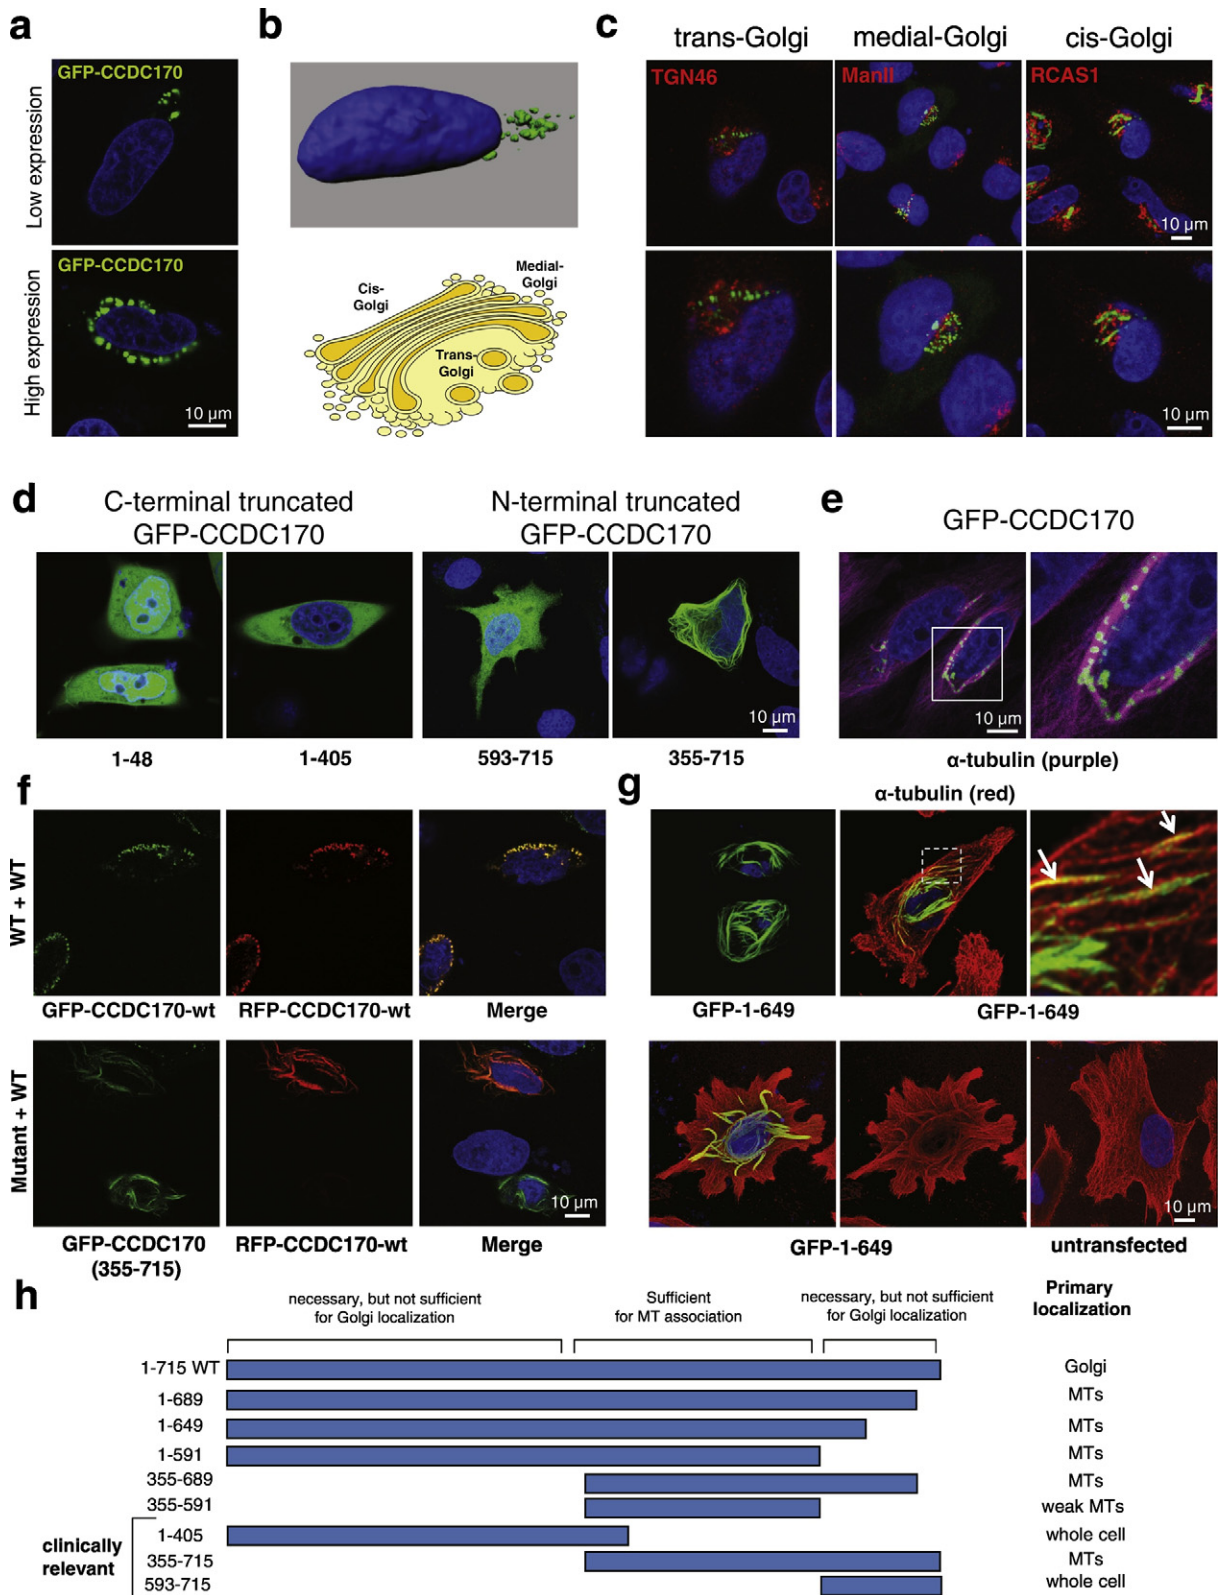 a
GFP-CCDC170
Low expression
GFP-CCDC170
High expression
10 µm
b
Cis-
Golgi
Medial-
Golgi
Trans-
Golgi
c
trans-Golgi
medial-Golgi
cis-Golgi
TGN46
ManII
RCAS1
10 µm
10 µm
d
C-terminal truncated
GFP-CCDC170
N-terminal truncated
GFP-CCDC170
10 µm
1-48
1-405
593-715
355-715
e
GFP-CCDC170
10 µm
α-tubulin (purple)
f
WT + WT
GFP-CCDC170-wt
RFP-CCDC170-wt
Merge
Mutant + WT
10 µm
GFP-CCDC170
(355-715)
RFP-CCDC170-wt
Merge
g
α-tubulin (red)
GFP-1-649
GFP-1-649
10 µm
GFP-1-649
untransfected
h
necessary, but not sufficient
for Golgi localization
Sufficient
for MT association
necessary, but not sufficient
for Golgi localization
Primary
localization
1-715 WT
Golgi
1-689
MTs
1-649
MTs
1-591
MTs
355-689
MTs
355-591
weak MTs
clinically
relevant
1-405
whole cell
355-715
MTs
593-715
whole cell